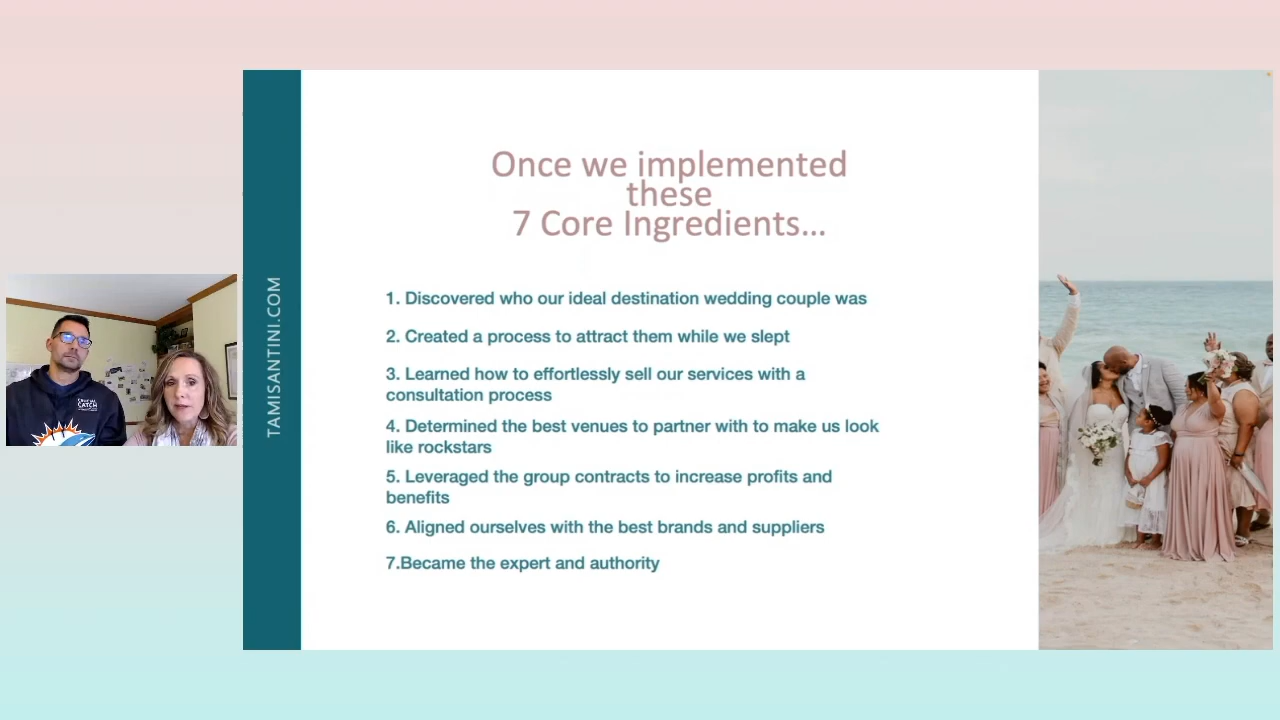 Once we implemented
these
7 Core Ingredients...
1. Discovered who our ideal destination wedding couple was
2. Created a process to attract them while we slept
3. Learned how to effortlessly sell our services with a
consultation process
4. Determined the best venues to partner with to make us look
like rockstars
5. Leveraged the group contracts to increase profits and
benefits
6. Aligned ourselves with the best brands and suppliers
7.Became the expert and authority
TAMISANTINI.COM
CATCH